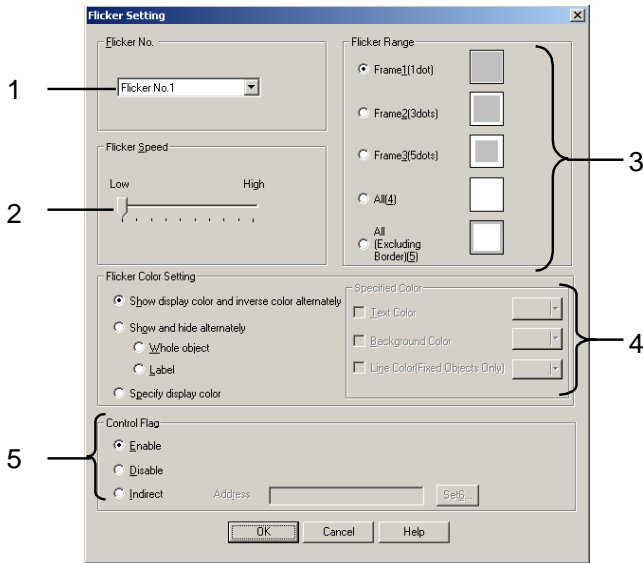 Flicker Setting
Flicker No.
Flicker No.1
Flicker Speed
Low High
Flicker Range
Frame1(1dot)
Frame2(3dots)
Frame3(5dots)
All(4)
All
(Excluding
Border)(5)
Flicker Color Setting
Show display color and inverse color alternately
Show and hide alternately
Whole object
Label
Specify display color
Specified Color
Text Color
Background Color
Line Color(Fixed Objects Only)
Control Flag
Enable
Disable
Indirect Address Set6...
OK Cancel Help
1
2
3
4
5